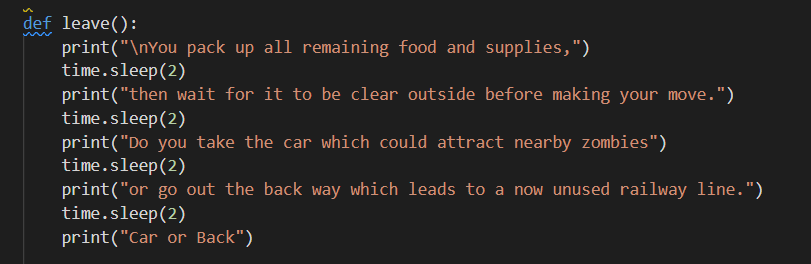 def leave():
    print("\nYou pack up all remaining food and supplies,")
    time.sleep(2)
    print("then wait for it to be clear outside before making your move.")
    time.sleep(2)
    print("Do you take the car which could attract nearby zombies")
    time.sleep(2)
    print("or go out the back way which leads to a now unused railway line.")
    time.sleep(2)
    print("Car or Back")